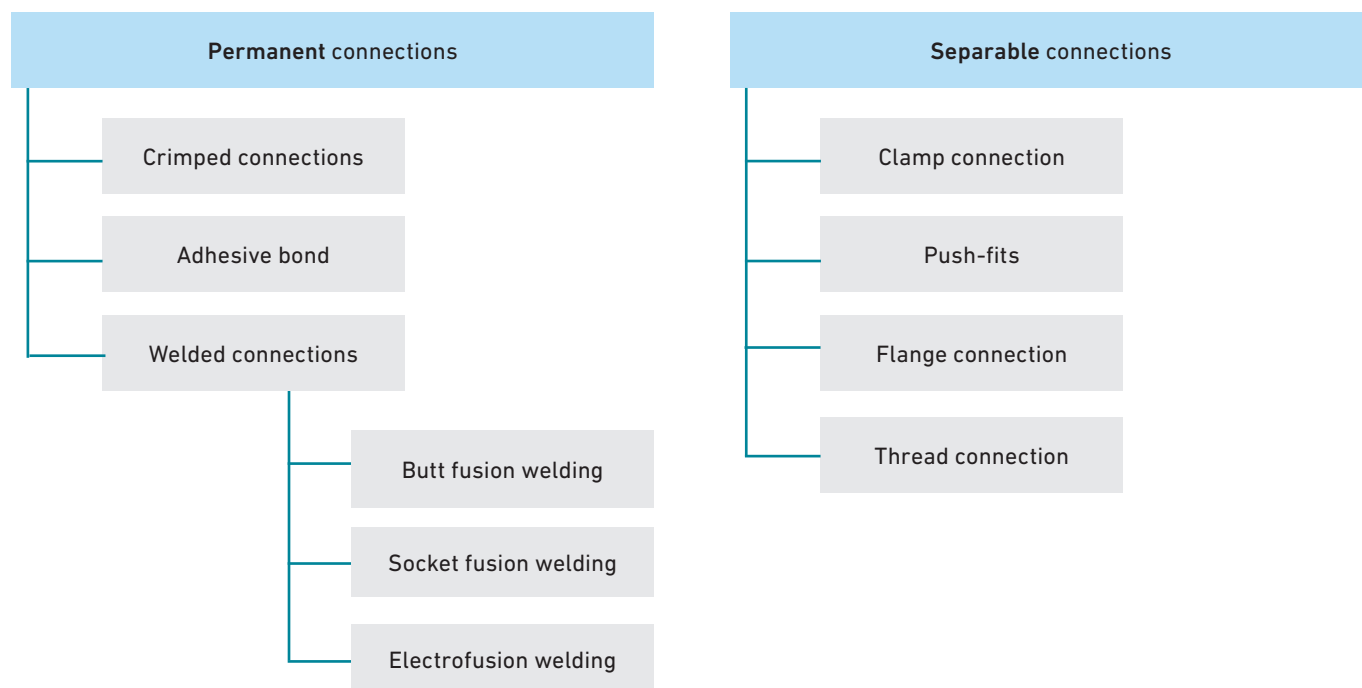 Permanent connections
Crimped connections
Adhesive bond
Welded connections
Butt fusion welding
Socket fusion welding
Electrofusion welding
Separable connections
Clamp connection
Push-fits
Flange connection
Thread connection